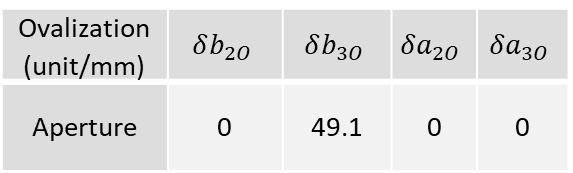 Ovalization (unit/mm) δb₂₀ δb₃₀ δa₂₀ δa₃₀
Aperture 0 49.1 0 0